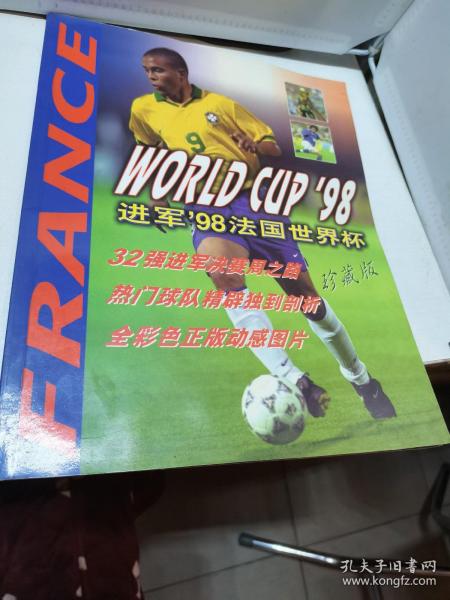 FRANCE
9
WORLD CUP '98
进军'98法国世界杯
32强进军决赛周之路
珍藏版
热门球队精辟独到剖析
全彩色正版动感图片
孔夫子旧书网
www.kongfz.com